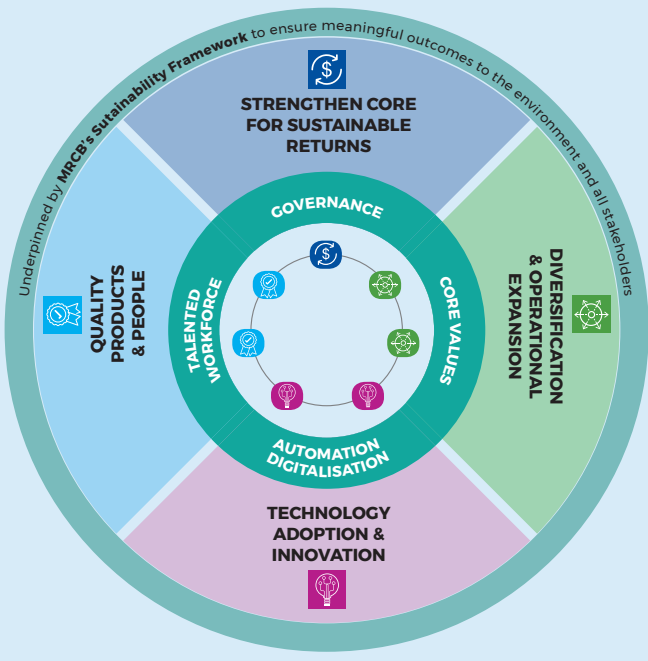 Underpinned by MRCB's Sutainability Framework to ensure meaningful outcomes to the environment and all stakeholders
$
STRENGTHEN CORE
FOR SUSTAINABLE
RETURNS
GOVERNANCE
$
QUALITY
PRODUCTS
& PEOPLE
TALENTED
WORKFORCE
CORE VALUES
DIVERSIFICATION
& OPERATIONAL
EXPANSION
AUTOMATION
DIGITALISATION
TECHNOLOGY
ADOPTION &
INNOVATION